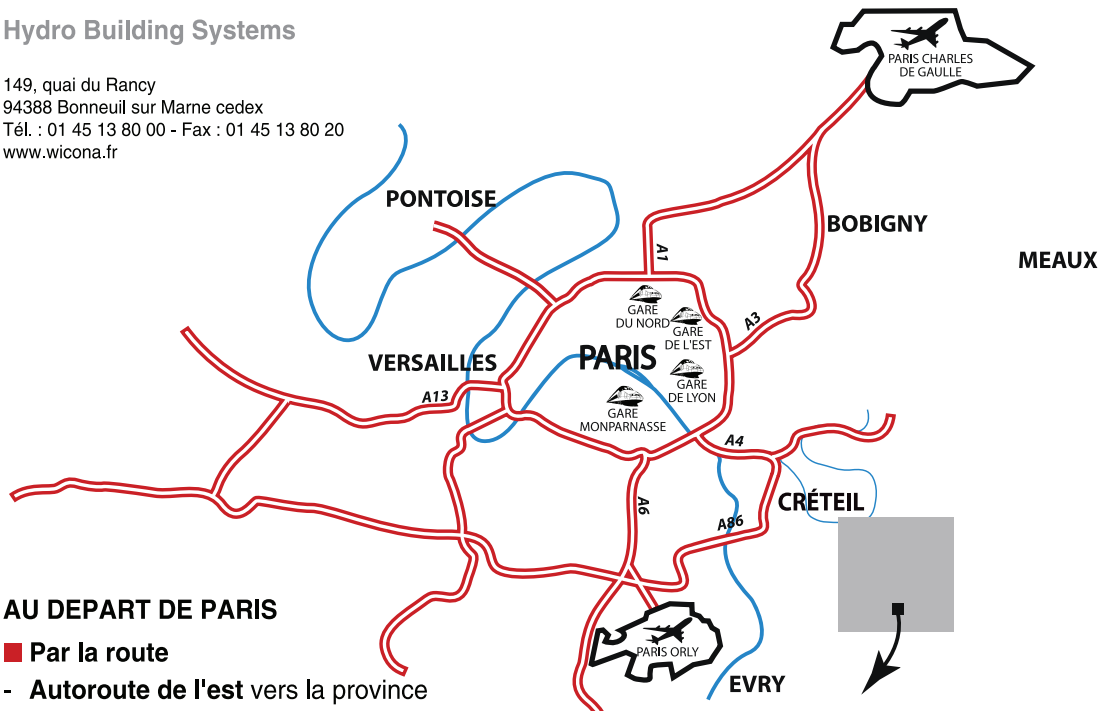 Hydro Building Systems
149, quai du Rancy
94388 Bonneuil sur Marne cedex
Tél. : 01 45 13 80 00 - Fax : 01 45 13 80 20
www.wicona.fr
PARIS CHARLES
DE GAULLE
PONTOISE
BOBIGNY
A1
MEAUX
GARE
DU NORD
GARE
DE L'EST
A3
VERSAILLES
PARIS
GARE
DE LYON
A13
GARE
MONPARNASSE
A4
A6
CRÉTEIL
A86
PARIS ORLY
EVRY
AU DEPART DE PARIS
Par la route
- Autoroute de l'est vers la province